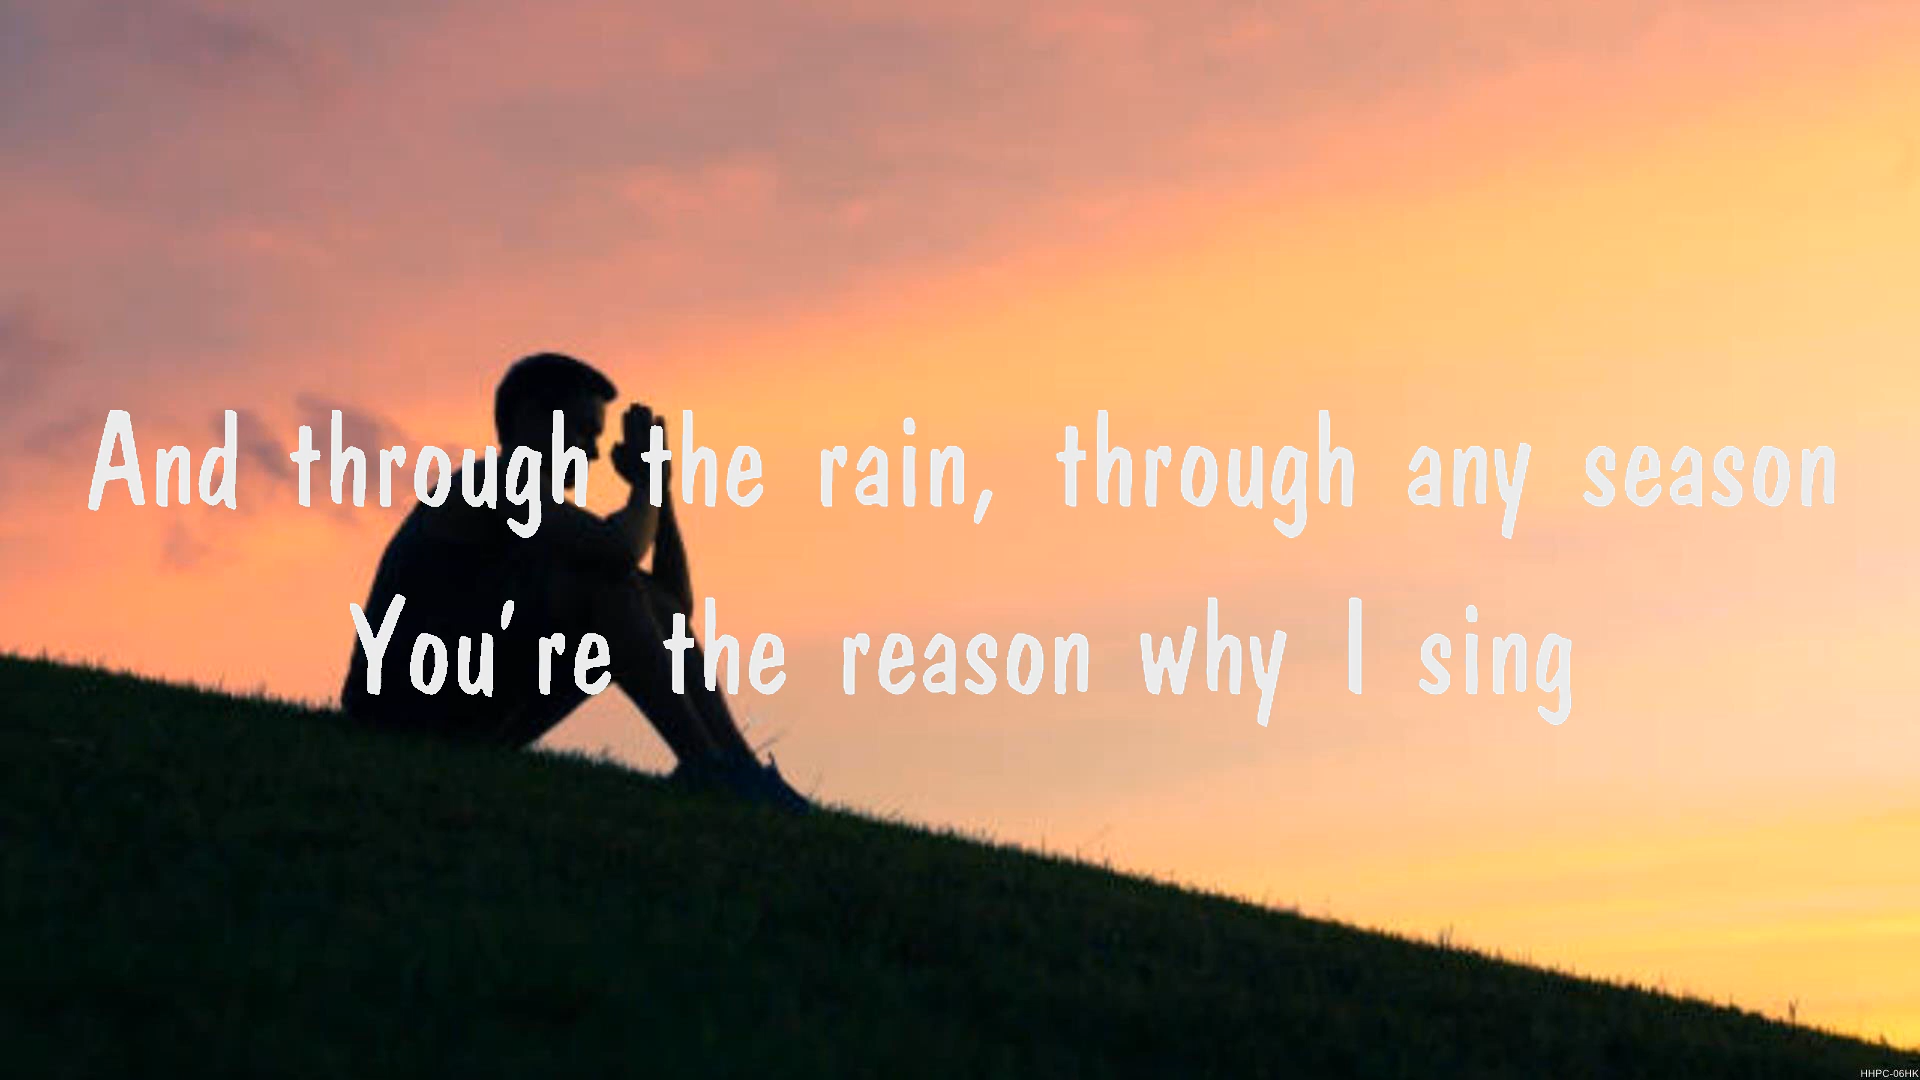 And through the rain, through any season
You're the reason why I sing
HHPC-06HK